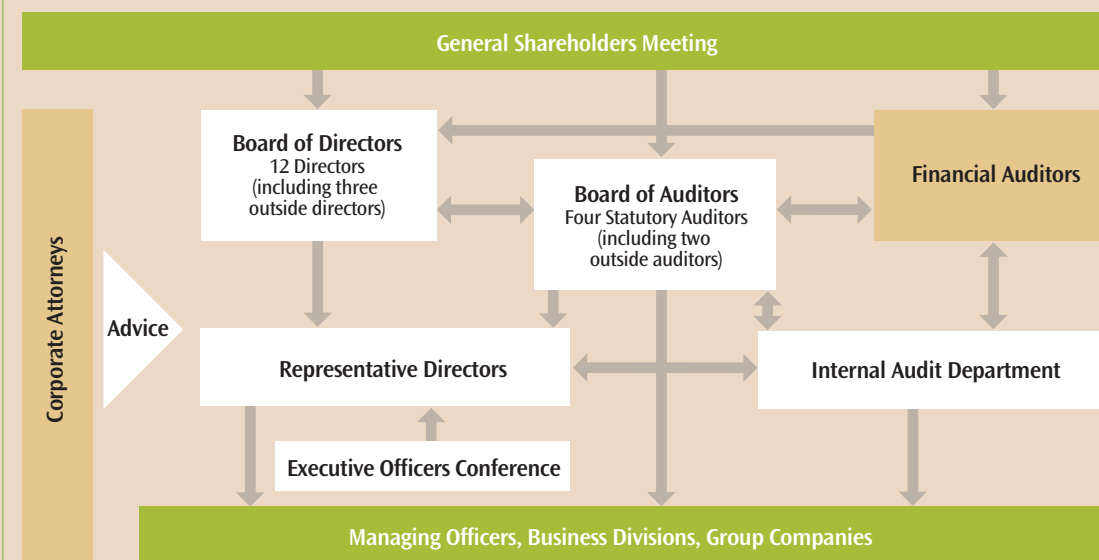 General Shareholders Meeting
Board of Directors
12 Directors
(including three
outside directors)
Board of Auditors
Four Statutory Auditors
(including two
outside auditors)
Financial Auditors
Corporate Attorneys
Advice
Representative Directors
Internal Audit Department
Executive Officers Conference
Managing Officers, Business Divisions, Group Companies